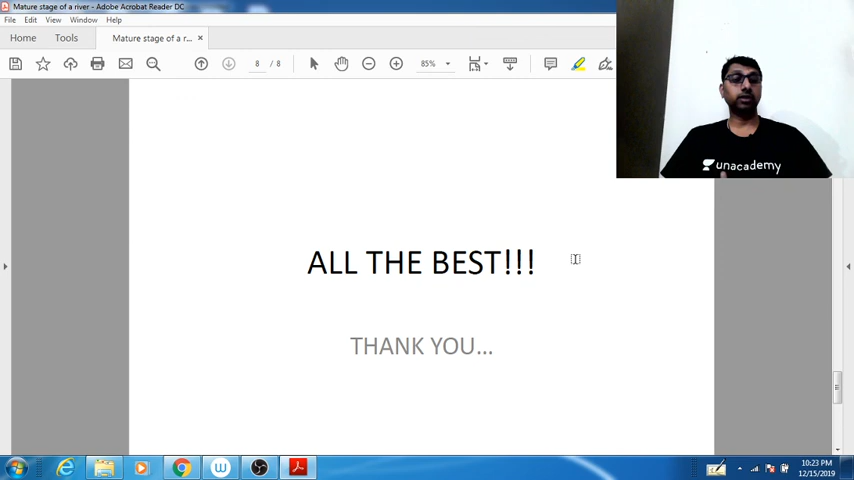 Mature stage of a river - Adobe Acrobat Reader DC
File Edit View Window Help
Home Tools Mature stage of a r... ×
8 / 8 85%
unacademy
ALL THE BEST!!!
THANK YOU...
10:23 PM
12/15/2019